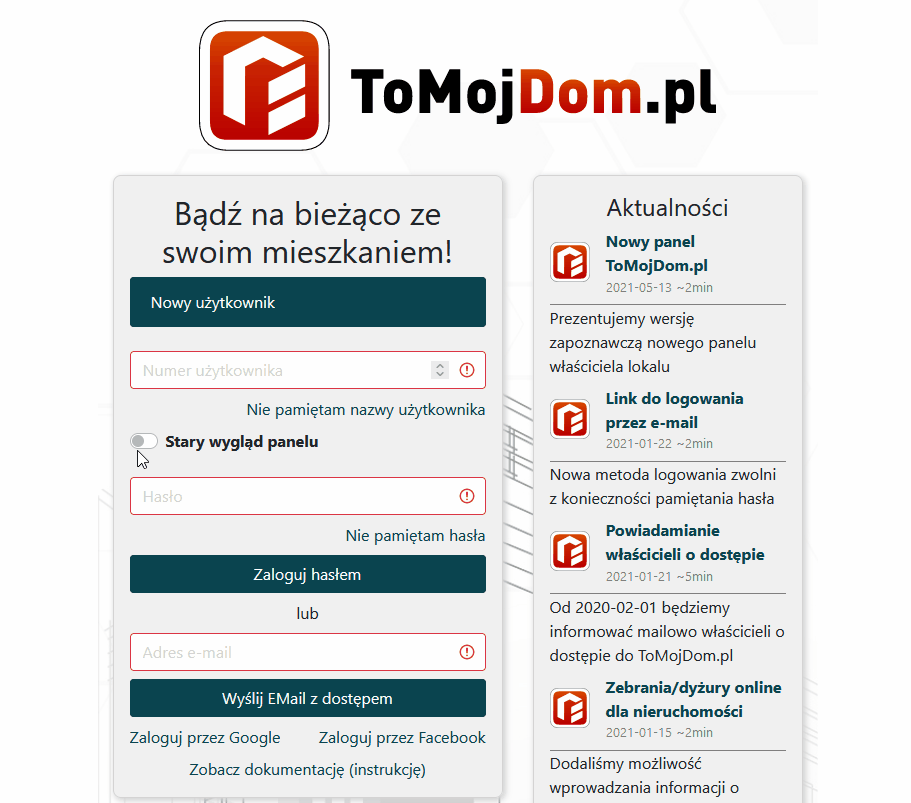 ToMojDom.pl
Bądź na bieżąco ze
swoim mieszkaniem!
Nowy użytkownik
Numer użytkownika
Nie pamiętam nazwy użytkownika
Stary wygląd panelu
Hasło
Nie pamiętam hasła
Zaloguj hasłem
lub
Adres e-mail
Wyślij EMail z dostępem
Zaloguj przez Google
Zaloguj przez Facebook
Zobacz dokumentację (instrukcję)
Aktualności
Nowy panel
ToMojDom.pl
2021-05-13 ~2min
Prezentujemy wersję
zapoznawczą nowego panelu
właściciela lokalu
Link do logowania
przez e-mail
2021-01-22 ~2min
Nowa metoda logowania zwolni
z konieczności pamiętania hasła
Powiadamianie
właścicieli o dostępie
2021-01-21 ~5min
Od 2020-02-01 będziemy
informować mailowo właścicieli o
dostępie do ToMojDom.pl
Zebrania/dyżury online
dla nieruchomości
2021-01-15 ~2min
Dodaliśmy możliwość
wprowadzania informacji o